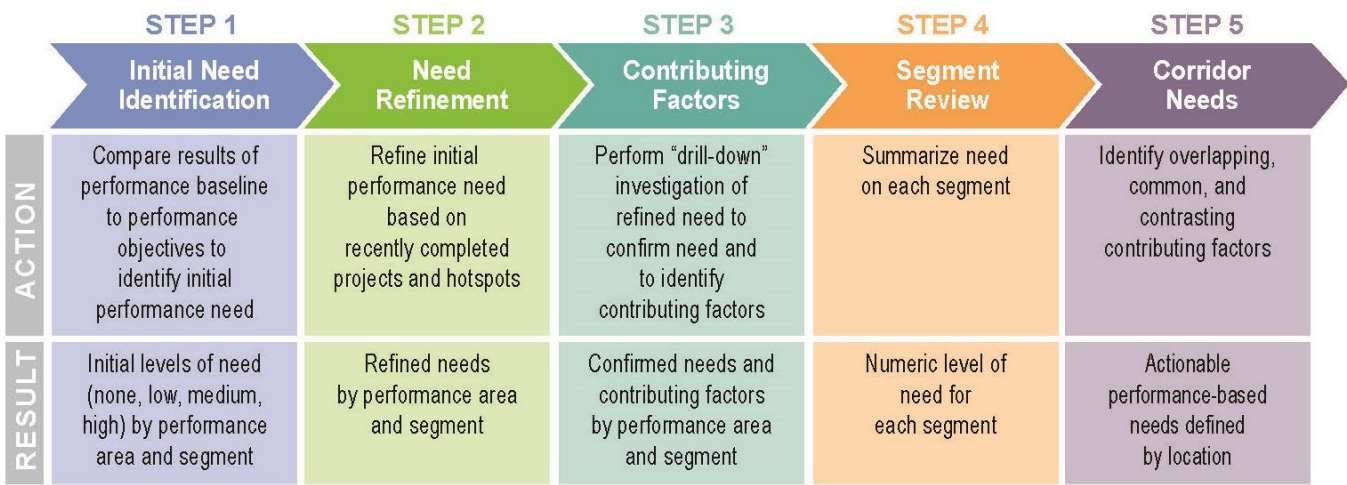 STEP 1
STEP 2
STEP 3
STEP 4
STEP 5
Initial Need
Identification
Need
Refinement
Contributing
Factors
Segment
Review
Corridor
Needs
ACTION
Compare results of
performance baseline
to performance
objectives to
identify initial
performance need
Refine initial
performance need
based on
recently completed
projects and hotspots
Perform “drill-down”
investigation of
refined need to
confirm need and
to identify
contributing factors
Summarize need
on each segment
Identify overlapping,
common, and
contrasting
contributing factors
RESULT
Initial levels of need
(none, low, medium,
high) by performance
area and segment
Refined needs
by performance area
and segment
Confirmed needs and
contributing factors
by performance area
and segment
Numeric level of
need for
each segment
Actionable
performance-based
needs defined
by location